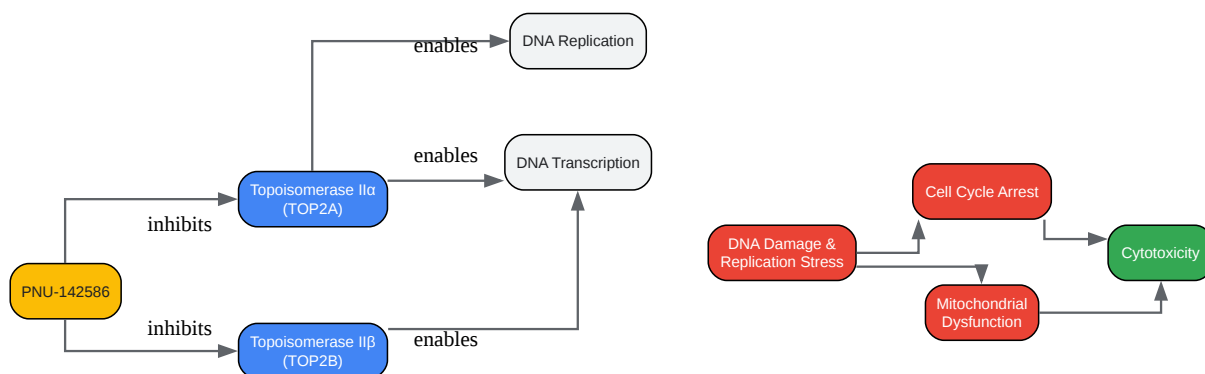 enables
DNA Replication
enables
DNA Transcription
Topoisomerase IIα
(TOP2A)
inhibits
PNU-142586
inhibits
Topoisomerase IIβ
(TOP2B)
enables
Cell Cycle Arrest
DNA Damage &
Replication Stress
Cytotoxicity
Mitochondrial
Dysfunction